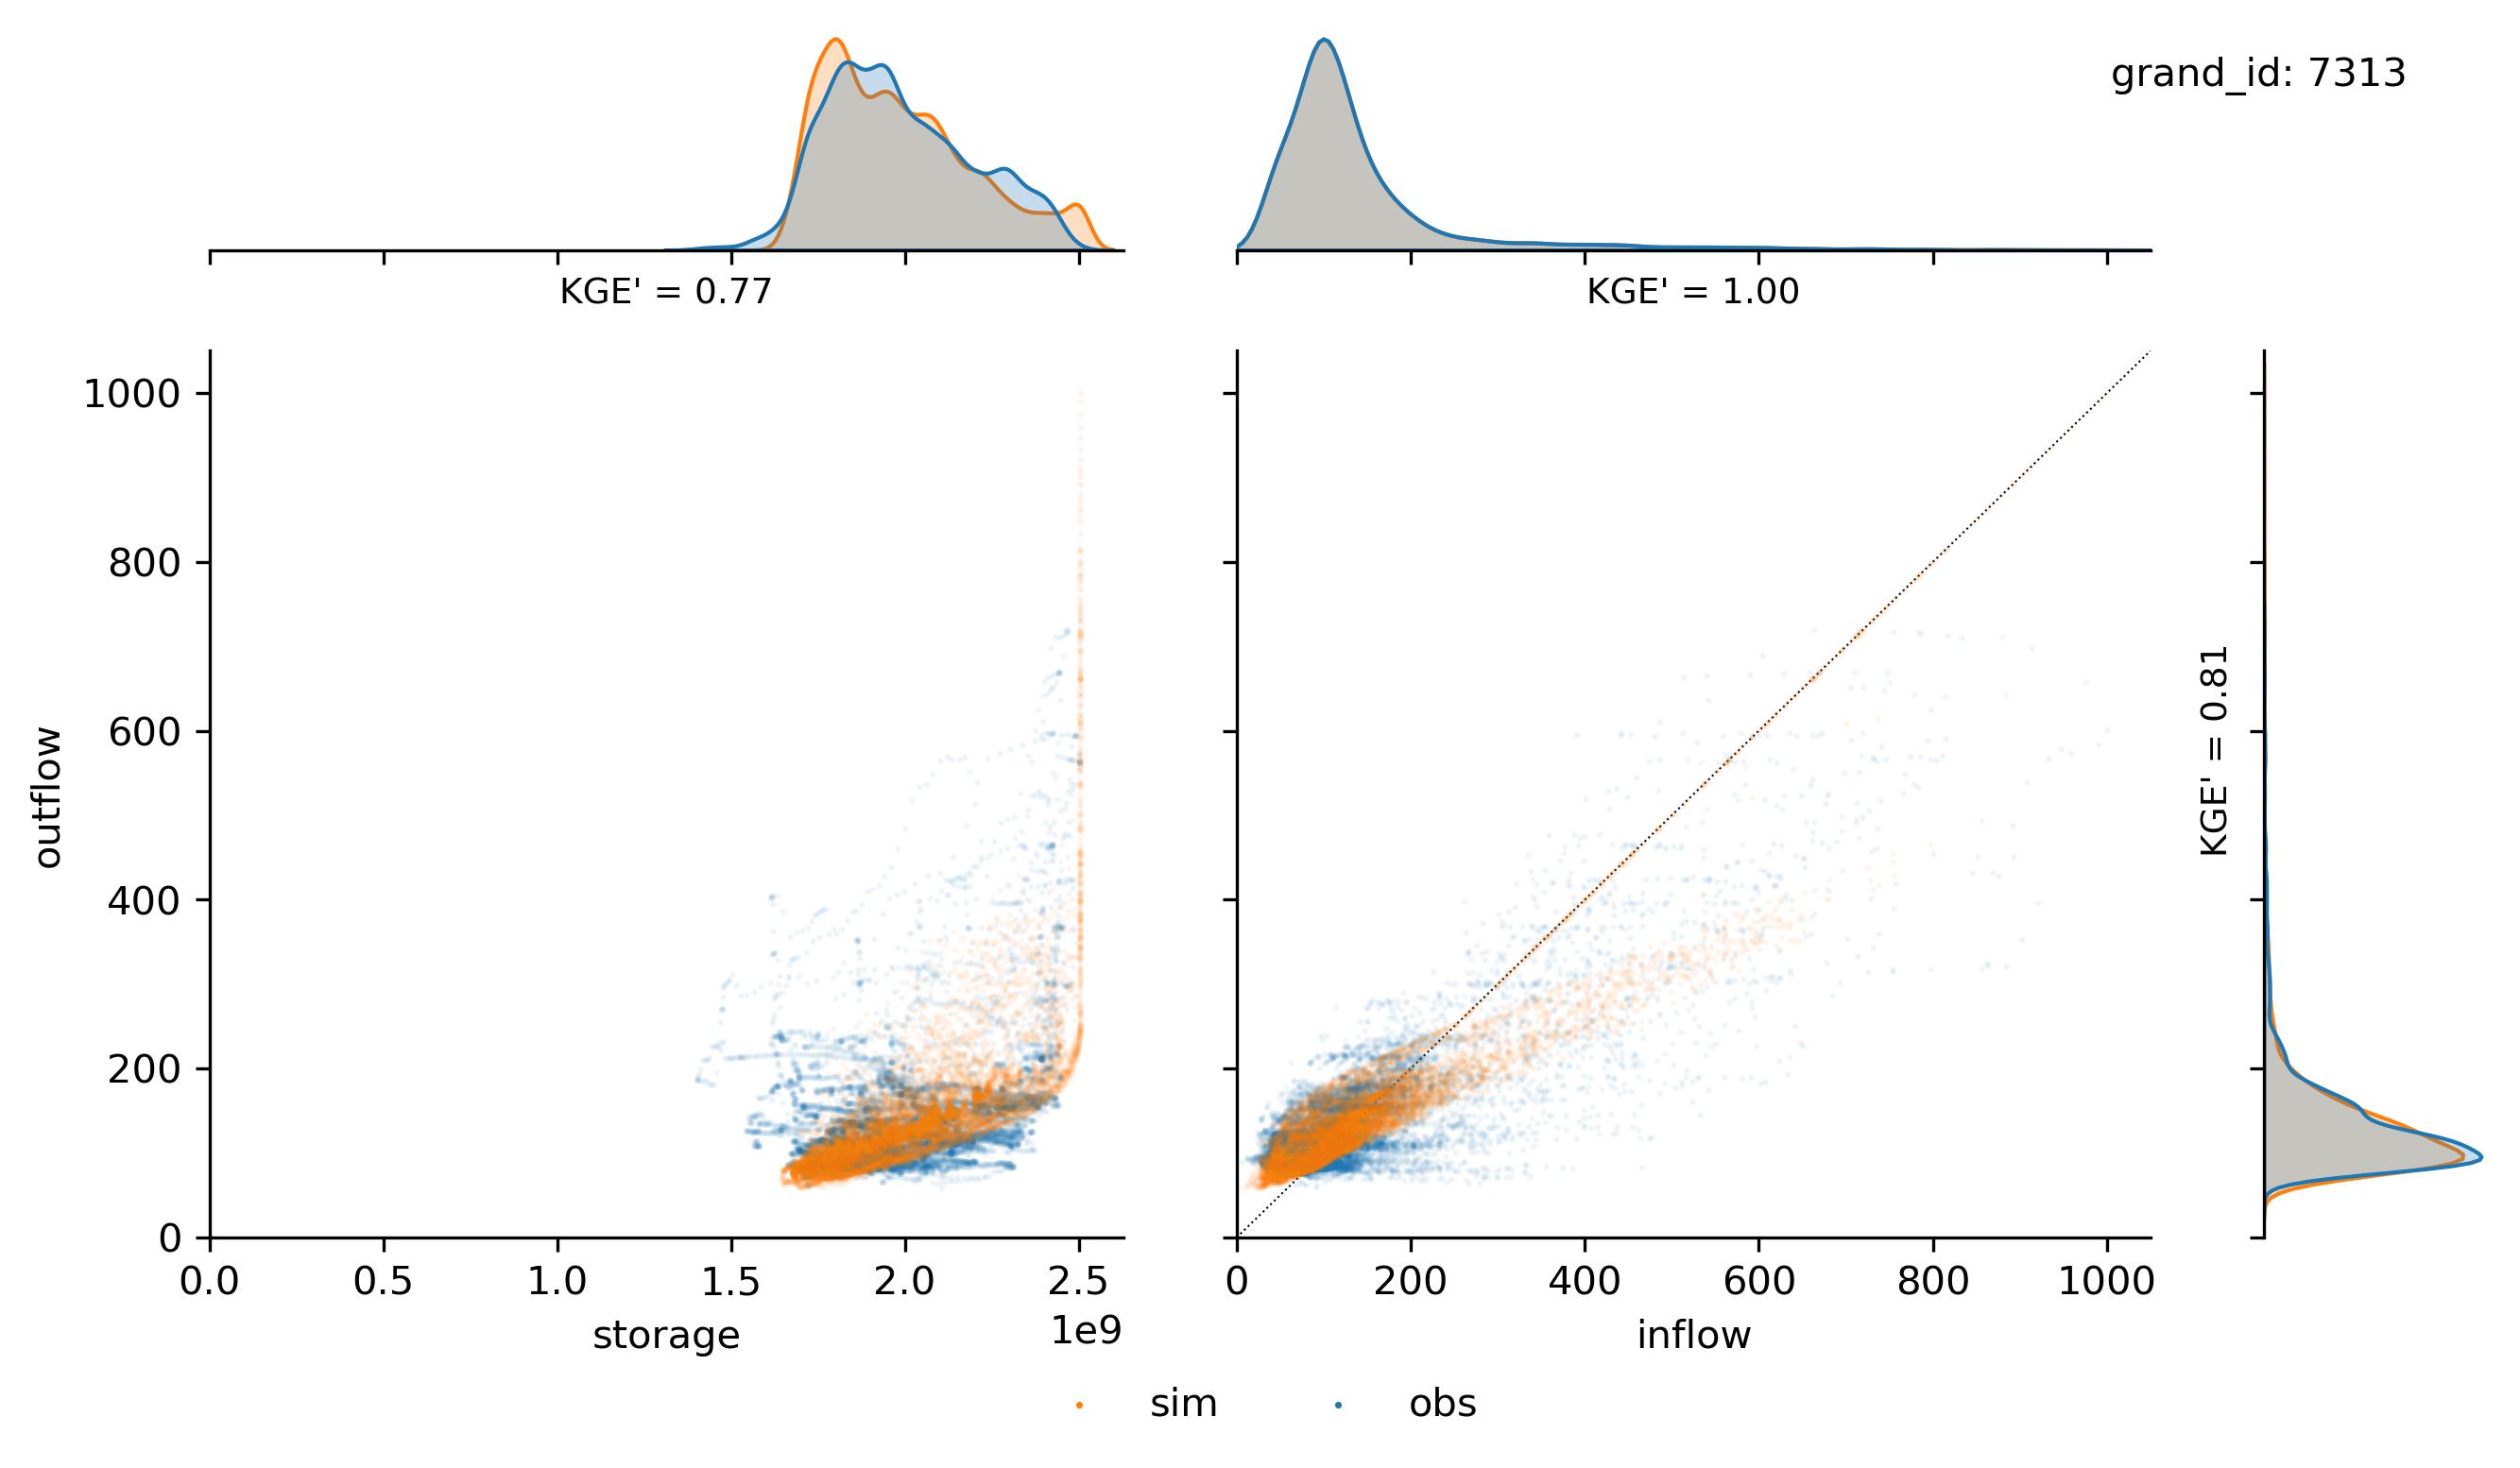 grand_id: 7313
KGE' = 0.77
KGE' = 1.00
1000
800
600
400
200
0
outflow
KGE' = 0.81
0.0 0.5 1.0 1.5 2.0 2.5
1e9
storage
0 200 400 600 800 1000
inflow
sim obs